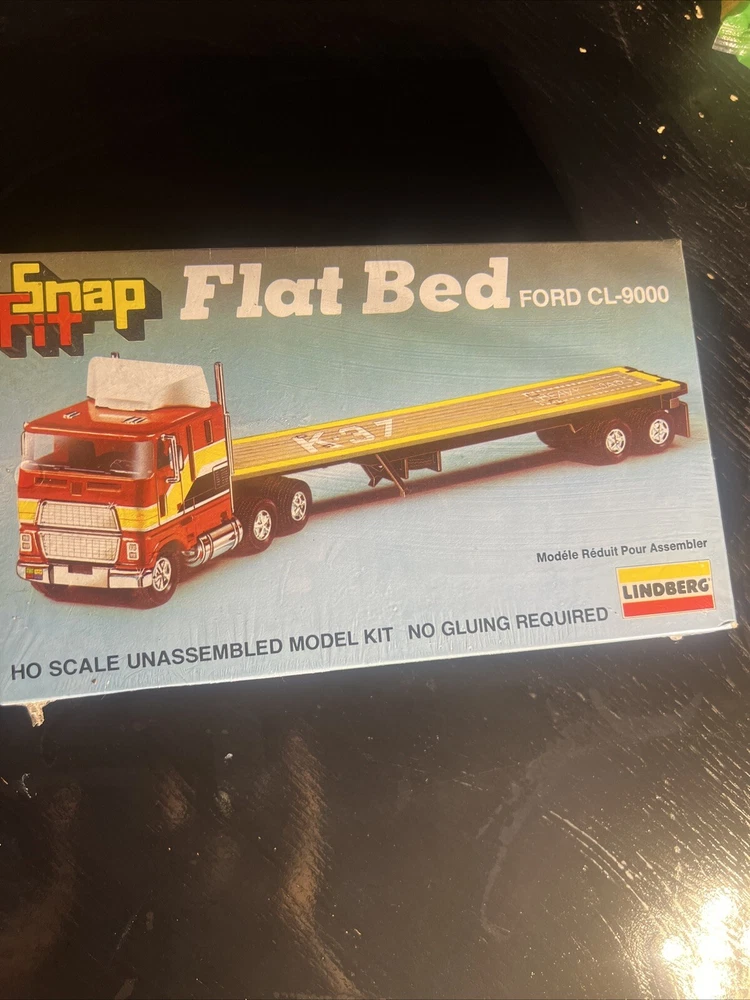 Snap
Fit
Flat Bed
FORD CL-9000
K-37
Modéle Réduit Pour Assembler
LINDBERG
HO SCALE UNASSEMBLED MODEL KIT NO GLUING REQUIRED